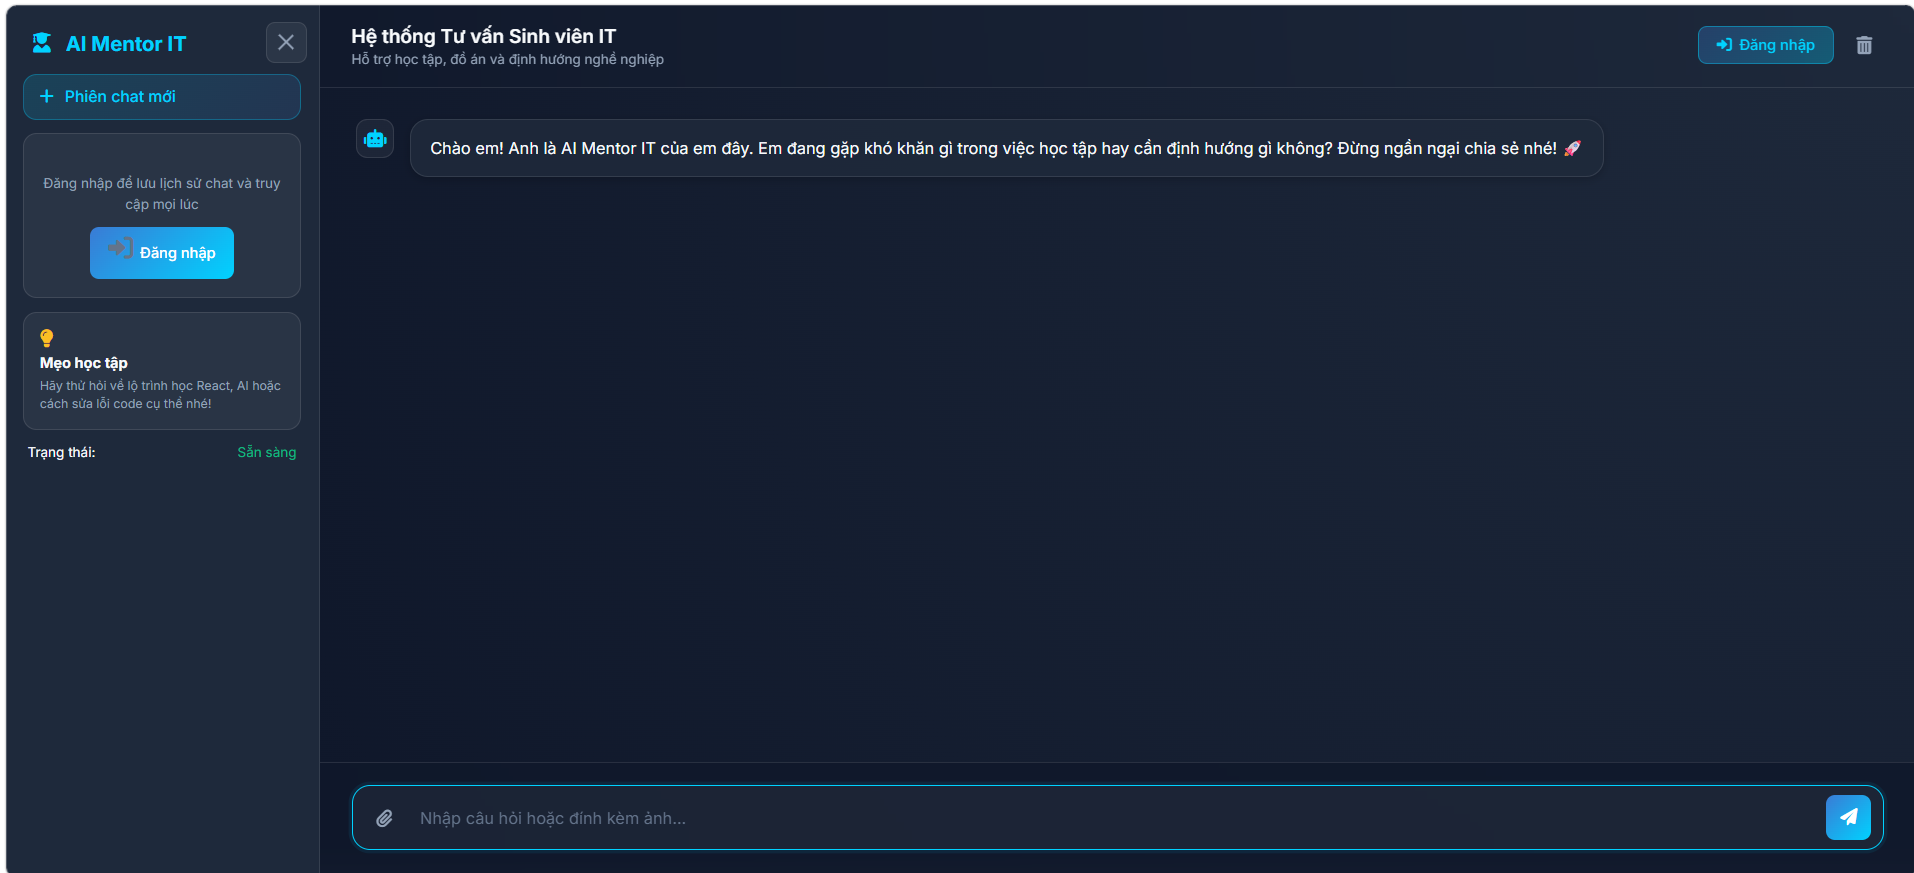 AI Mentor IT
Phiên chat mới
Đăng nhập để lưu lịch sử chat và truy
cập mọi lúc
Đăng nhập
Mẹo học tập
Hãy thử hỏi về lộ trình học React, AI hoặc
cách sửa lỗi code cụ thể nhé!
Trạng thái: Sẵn sàng
Hệ thống Tư vấn Sinh viên IT
Hỗ trợ học tập, đồ án và định hướng nghề nghiệp
Đăng nhập
Chào em! Anh là AI Mentor IT của em đây. Em đang gặp khó khăn gì trong việc học tập hay cần định hướng gì không? Đừng ngần ngại chia sẻ nhé! 🚀
Nhập câu hỏi hoặc đính kèm ảnh...